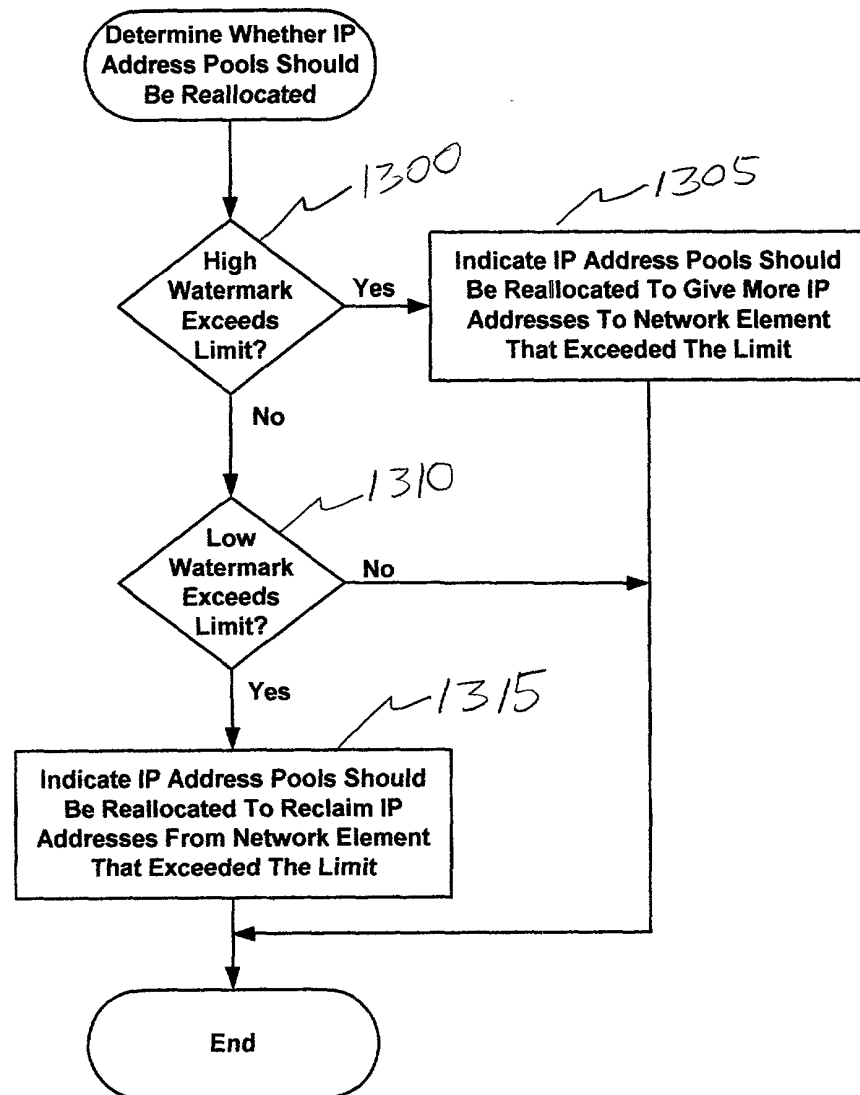 Determine Whether IP
Address Pools Should
Be Reallocated
1300
1305
High
Watermark
Exceeds
Limit?
Yes
Indicate IP Address Pools Should
Be Reallocated To Give More IP
Addresses To Network Element
That Exceeded The Limit
No
1310
Low
Watermark
Exceeds
Limit?
No
Yes
1315
Indicate IP Address Pools Should
Be Reallocated To Reclaim IP
Addresses From Network Element
That Exceeded The Limit
End